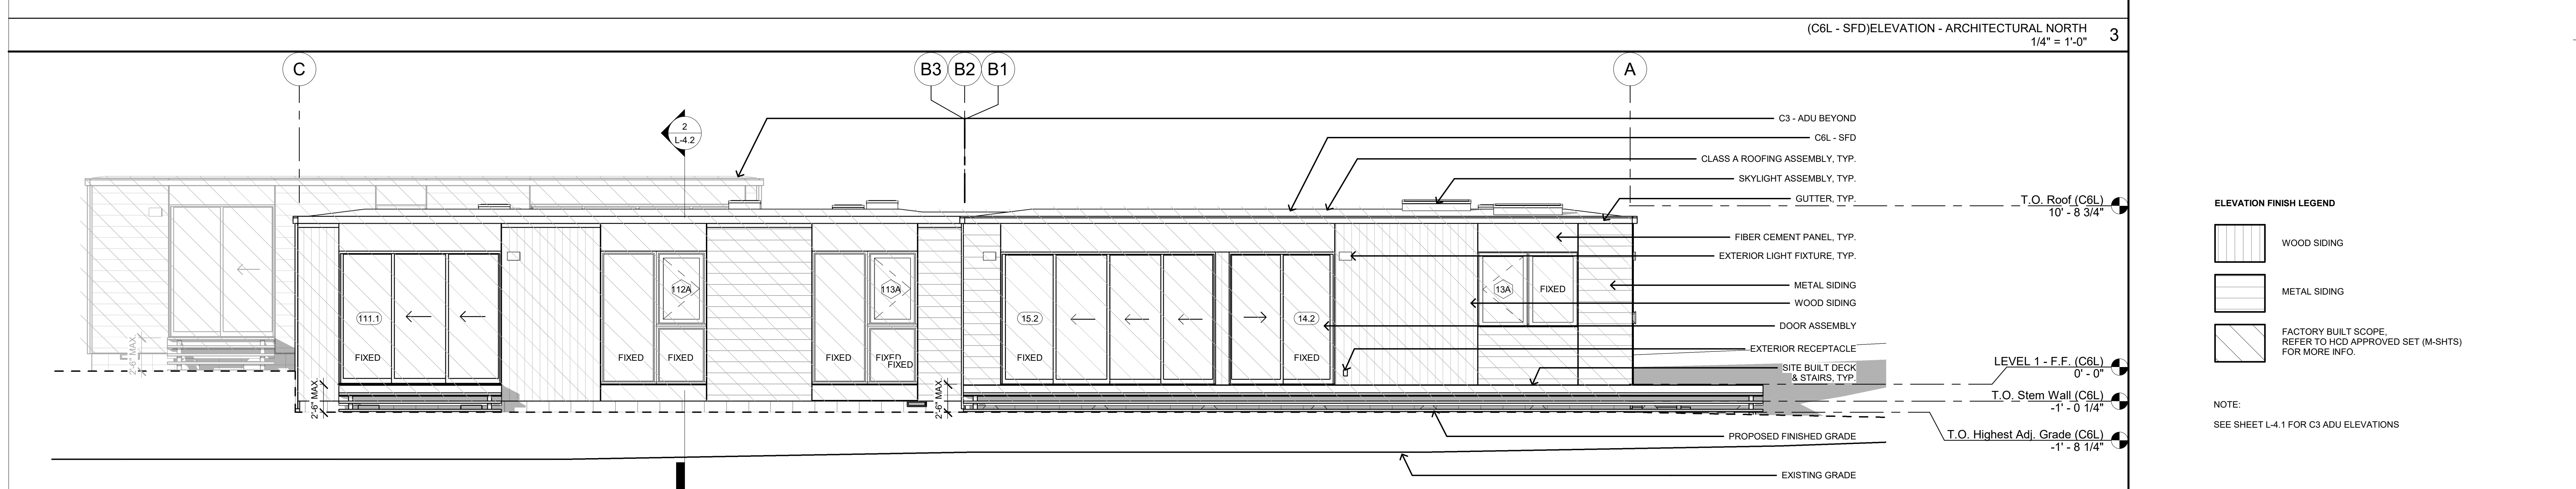 (C6L - SFD)ELEVATION - ARCHITECTURAL NORTH
1/4" = 1'-0"
3
C
B3
B2
B1
A
2
L-4.2
C3 - ADU BEYOND
C6L - SFD
CLASS A ROOFING ASSEMBLY, TYP.
SKYLIGHT ASSEMBLY, TYP.
GUTTER, TYP.
FIBER CEMENT PANEL, TYP.
EXTERIOR LIGHT FIXTURE, TYP.
METAL SIDING
WOOD SIDING
DOOR ASSEMBLY
EXTERIOR RECEPTACLE
SITE BUILT DECK
& STAIRS, TYP.
PROPOSED FINISHED GRADE
EXISTING GRADE
T.O. Roof (C6L)
10' - 8 3/4"
LEVEL 1 - F.F. (C6L)
0' - 0"
T.O. Stem Wall (C6L)
-1' - 0 1/4"
T.O. Highest Adj. Grade (C6L)
-1' - 8 1/4"
112A
113A
13A
FIXED
111.1
15.2
14.2
FIXED
FIXED
FIXED
FIXED
FIXED
FIXED
FIXED
FIXED
2'-6" MAX
2'-6" MAX
2'-6" MAX
ELEVATION FINISH LEGEND
WOOD SIDING
METAL SIDING
FACTORY BUILT SCOPE,
REFER TO HCD APPROVED SET (M-SHTS)
FOR MORE INFO.
NOTE:
SEE SHEET L-4.1 FOR C3 ADU ELEVATIONS